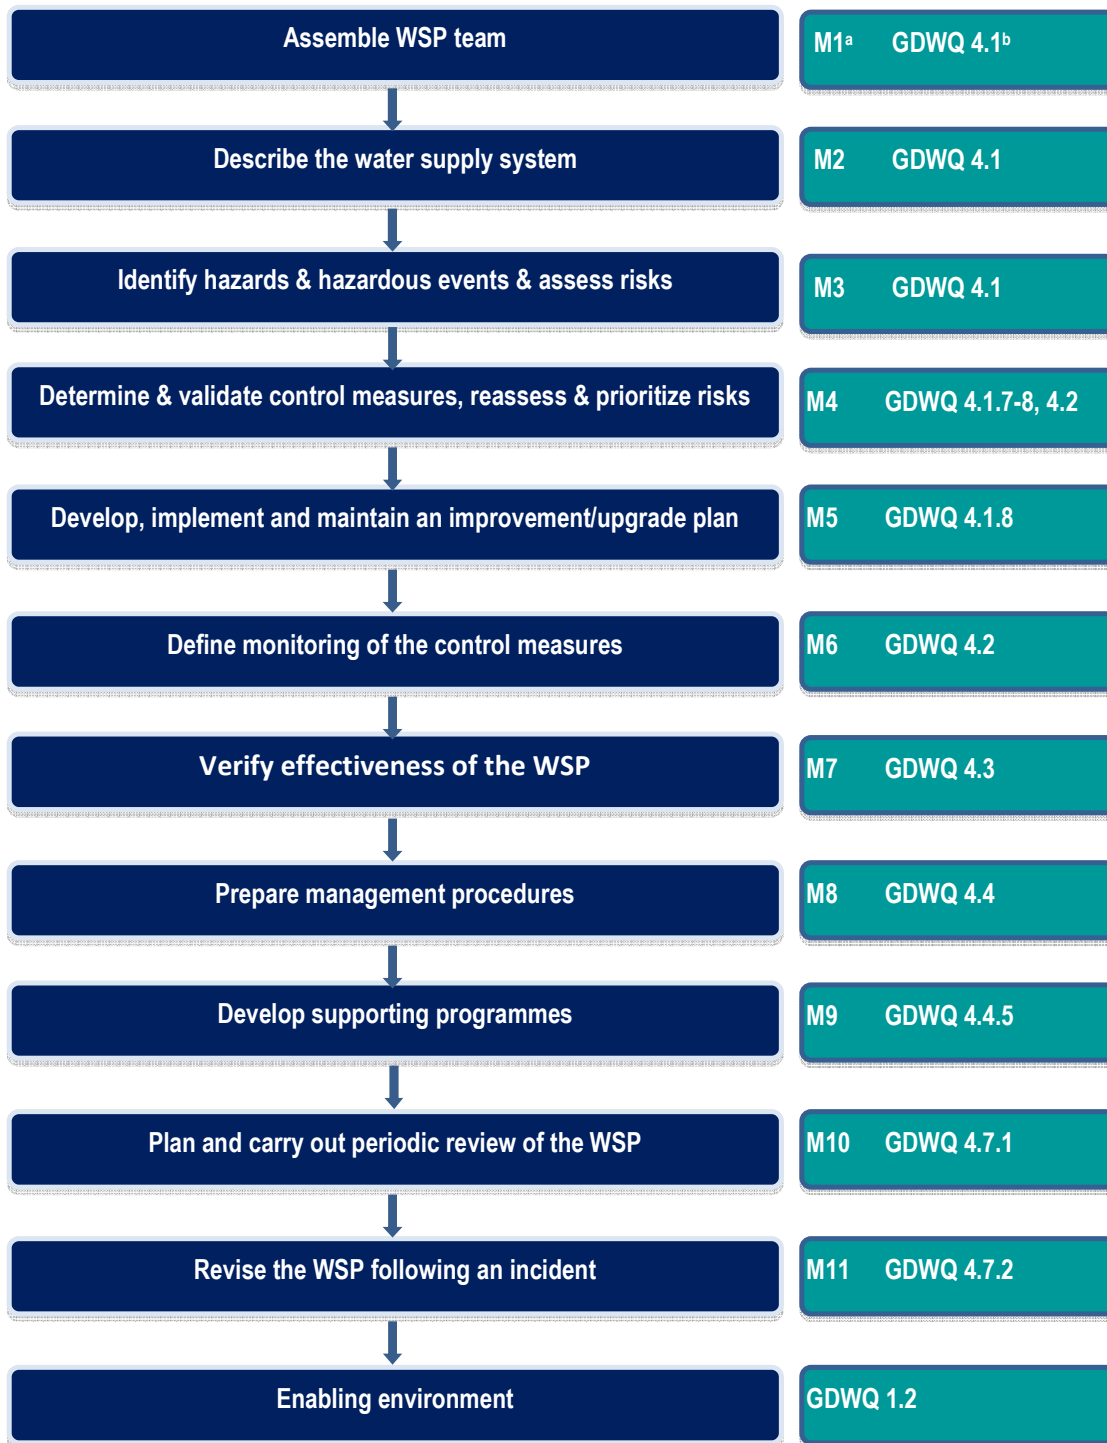 Assemble WSP team
M1ᵃ GDWQ 4.1ᵇ
Describe the water supply system
M2 GDWQ 4.1
Identify hazards & hazardous events & assess risks
M3 GDWQ 4.1
Determine & validate control measures, reassess & prioritize risks
M4 GDWQ 4.1.7-8, 4.2
Develop, implement and maintain an improvement/upgrade plan
M5 GDWQ 4.1.8
Define monitoring of the control measures
M6 GDWQ 4.2
Verify effectiveness of the WSP
M7 GDWQ 4.3
Prepare management procedures
M8 GDWQ 4.4
Develop supporting programmes
M9 GDWQ 4.4.5
Plan and carry out periodic review of the WSP
M10 GDWQ 4.7.1
Revise the WSP following an incident
M11 GDWQ 4.7.2
Enabling environment
GDWQ 1.2